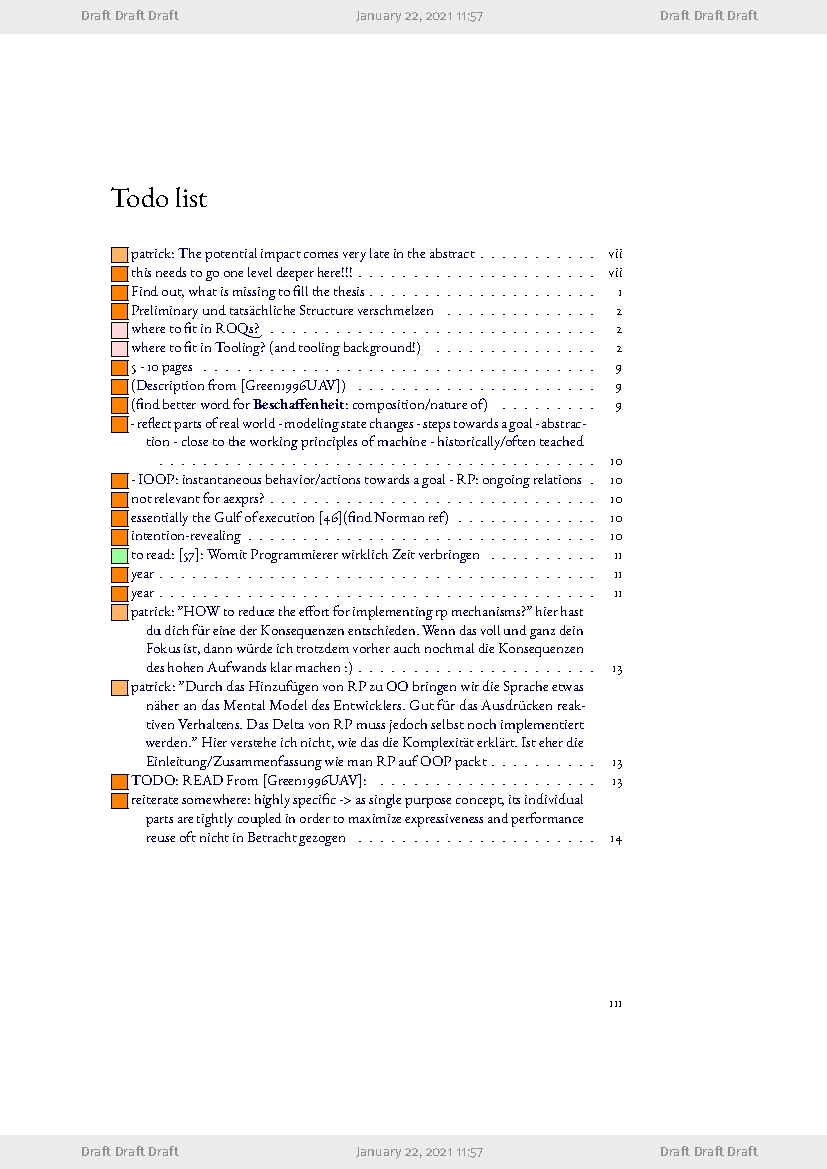 Draft Draft Draft January 22, 2021 11:57 Draft Draft Draft
Todo list
patrick: The potential impact comes very late in the abstract . . . . . . . . . . . vii
this needs to go one level deeper here!!! . . . . . . . . . . . . . . . . . . . . . . vii
Find out, what is missing to fill the thesis . . . . . . . . . . . . . . . . . . . . . 1
Preliminary und tatsächliche Structure verschmelzen . . . . . . . . . . . . . . 2
where to fit in ROQs? . . . . . . . . . . . . . . . . . . . . . . . . . . . . . . 2
where to fit in Tooling? (and tooling background!) . . . . . . . . . . . . . . . 2
5 - 10 pages . . . . . . . . . . . . . . . . . . . . . . . . . . . . . . . . . . . 9
(Description from [Green1996UAV]) . . . . . . . . . . . . . . . . . . . . . . 9
(find better word for Beschaffenheit: composition/nature of) . . . . . . . . . 9
- reflect parts of real world - modeling state changes - steps towards a goal - abstrac-
tion - close to the working principles of machine - historically/often teached
. . . . . . . . . . . . . . . . . . . . . . . . . . . . . . . . . . . . . . 10
- IOOP: instantaneous behavior/actions towards a goal - RP: ongoing relations . 10
not relevant for aexprs? . . . . . . . . . . . . . . . . . . . . . . . . . . . . . . 10
essentially the Gulf of execution [46](find Norman ref) . . . . . . . . . . . . . 10
intention-revealing . . . . . . . . . . . . . . . . . . . . . . . . . . . . . . . . 10
to read: [57]: Womit Programmierer wirklich Zeit verbringen . . . . . . . . . . 11
year . . . . . . . . . . . . . . . . . . . . . . . . . . . . . . . . . . . . . . 11
year . . . . . . . . . . . . . . . . . . . . . . . . . . . . . . . . . . . . . . 11
patrick: ”HOW to reduce the effort for implementing rp mechanisms?” hier hast
du dich für eine der Konsequenzen entschieden. Wenn das voll und ganz dein
Fokus ist, dann würde ich trotzdem vorher auch nochmal die Konsequenzen
des hohen Aufwands klar machen :) . . . . . . . . . . . . . . . . . . . . . . 13
patrick: ”Durch das Hinzufügen von RP zu OO bringen wir die Sprache etwas
näher an das Mental Model des Entwicklers. Gut für das Ausdrücken reak-
tiven Verhaltens. Das Delta von RP muss jedoch selbst noch implementiert
werden.” Hier verstehe ich nicht, wie das die Komplexität erklärt. Ist eher die
Einleitung/Zusammenfassung wie man RP auf OOP packt . . . . . . . . . . 13
TODO: READ From [Green1996UAV]: . . . . . . . . . . . . . . . . . . . . 13
reiterate somewhere: highly specific -> as single purpose concept, its individual
parts are tightly coupled in order to maximize expressiveness and performance
reuse oft nicht in Betracht gezogen . . . . . . . . . . . . . . . . . . . . . . 14
iii
Draft Draft Draft January 22, 2021 11:57 Draft Draft Draft